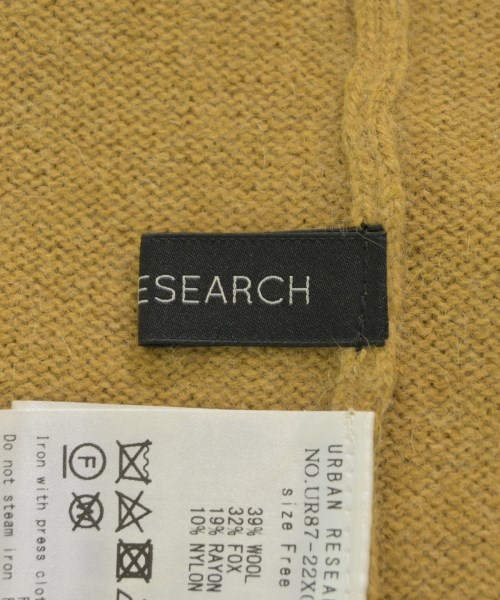 ESEARCH
URBAN RESEA
NO.UR87-22X
Size Free
39% WOOL
32% FOX
19% RAYON
10% NYLON
F
W
Iron with press clot
Do not steam iron